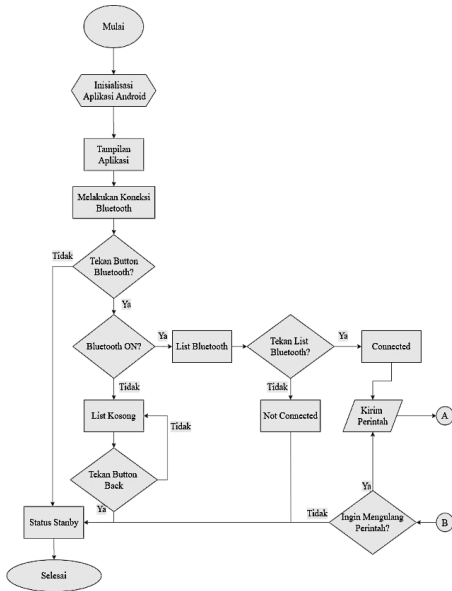 Mulai
Inisialisasi
Aplikasi Android
Tampilan
Aplikasi
Melakukan Koneksi
Bluetooth
Tidak
Tekan Button
Bluetooth?
Ya
Bluetooth ON?
Ya
List Bluetooth
Tekan List
Bluetooth?
Ya
Connected
Tidak
Tidak
List Kosong
Tidak
Not Connected
Kirim
Perintah
A
Tekan Button
Back
Ya
Ya
Tidak
Status Stanby
Ingin Mengulang
Perintah?
B
Selesai